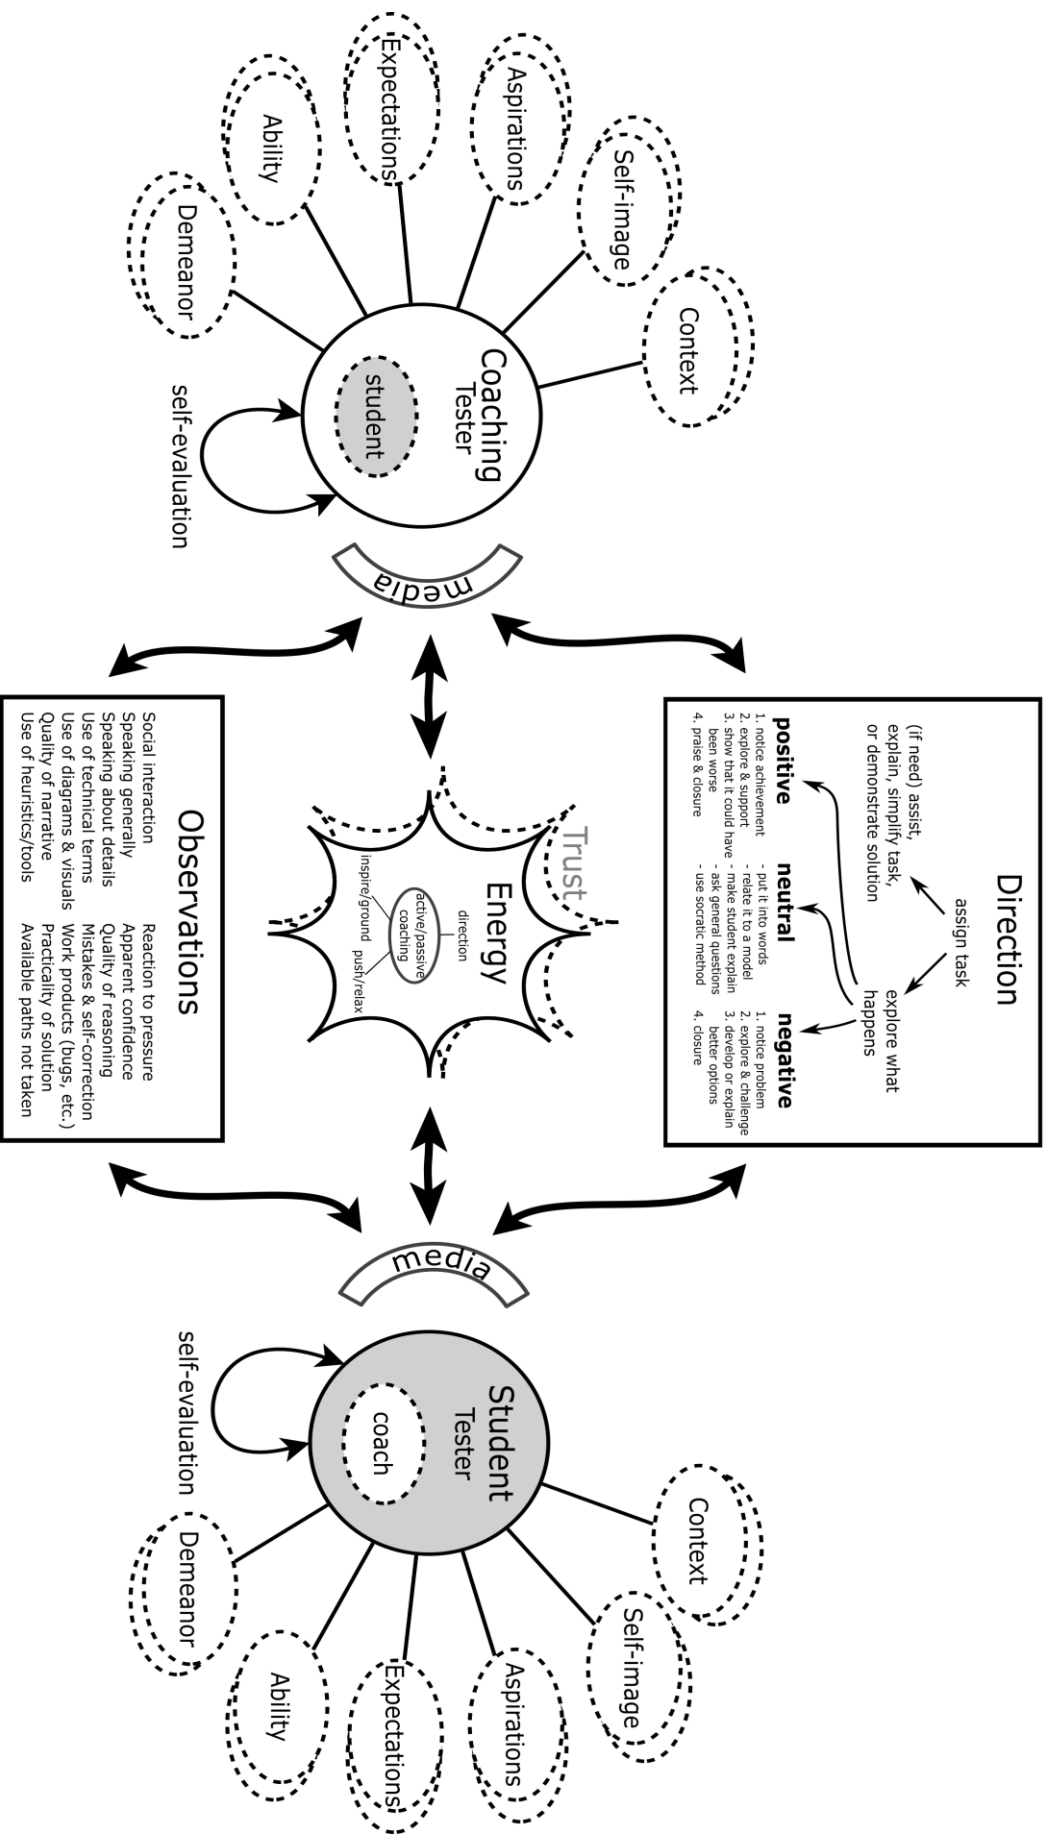 Direction
assign task
(if need) assist,
explain, simplify task,
or demonstrate solution
explore what
happens
positive
1. notice achievement
2. explore & support
3. show that it could have
been worse
4. praise & closure
neutral
- put it into words
- relate it to a model
- make student explain
- ask general questions
- use socratic method
negative
1. notice problem
2. explore & challenge
3. develop or explain
better options
4. closure
Context
Self-image
Aspirations
Expectations
Ability
Demeanor
Coaching
Tester
student
self-evaluation
media
Trust
Energy
direction
active/passive
coaching
inspire/ground
push/relax
media
Student
Tester
coach
self-evaluation
Context
Self-image
Aspirations
Expectations
Ability
Demeanor
Observations
Social interaction
Speaking generally
Speaking about details
Use of technical terms
Use of diagrams & visuals
Quality of narrative
Use of heuristics/tools
Reaction to pressure
Apparent confidence
Quality of reasoning
Mistakes & self-correction
Work products (bugs, etc.)
Practicality of solution
Available paths not taken